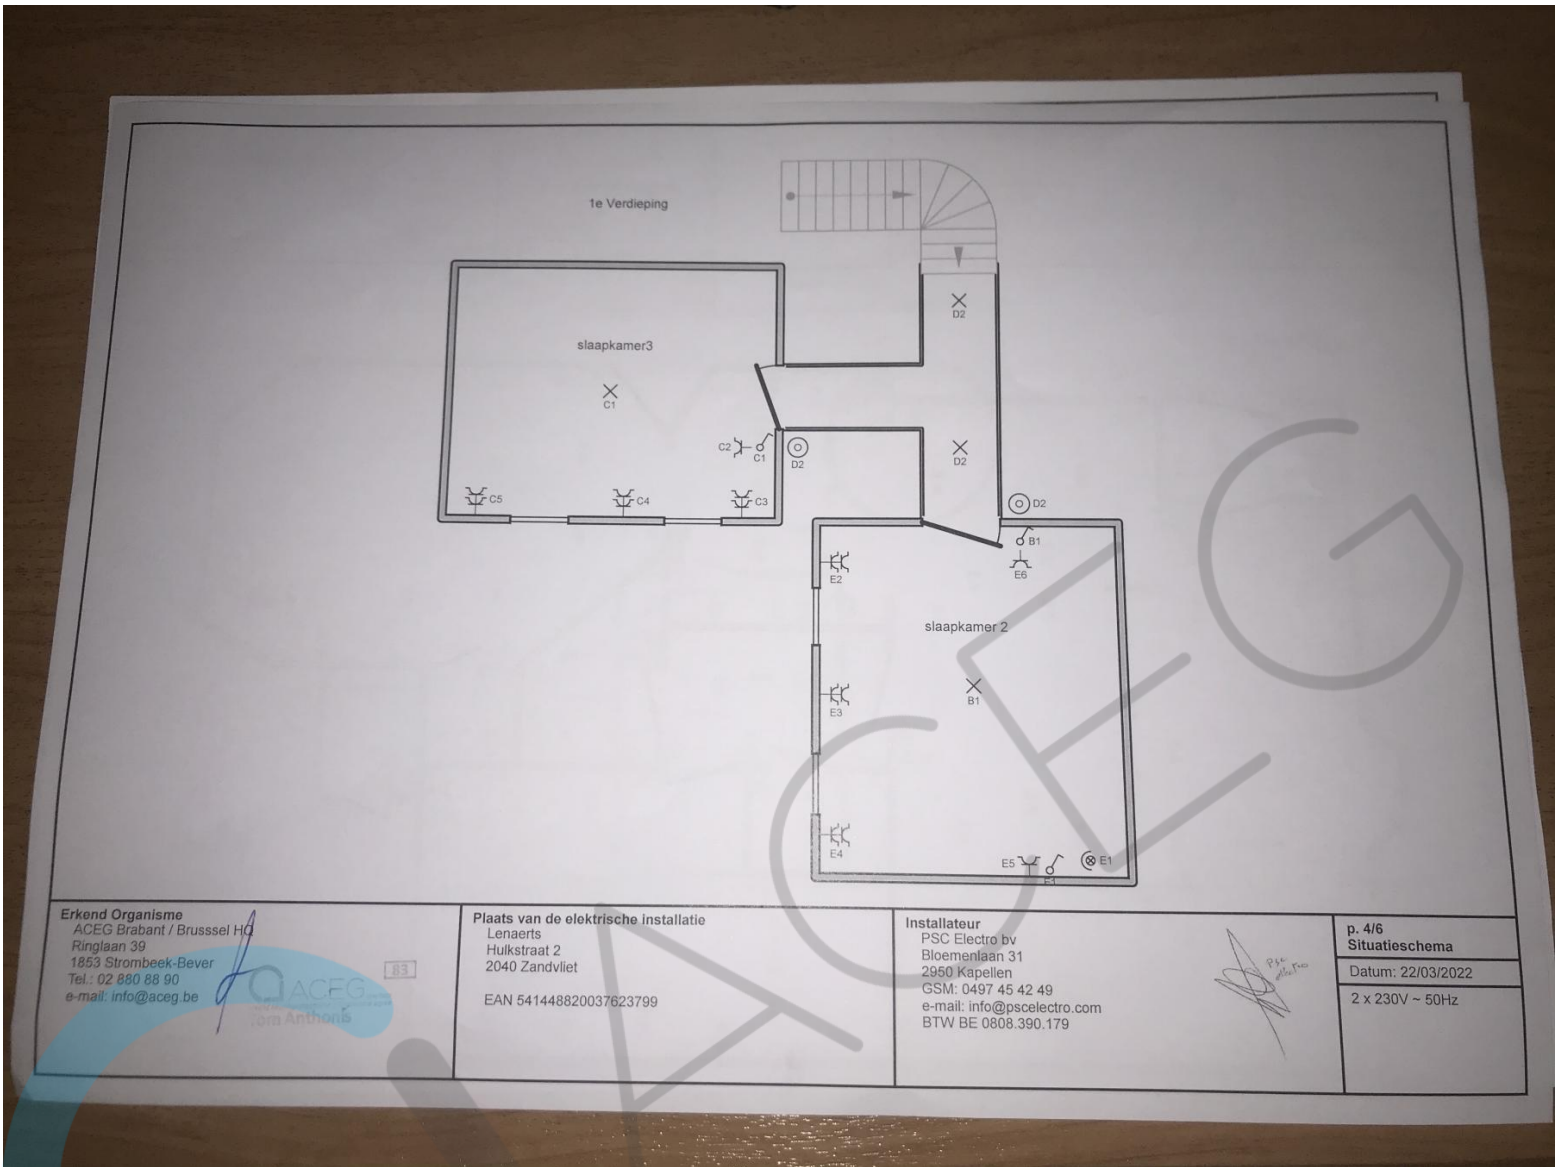 1e Verdieping
D2
slaapkamer3
C1
C2
C1
D2
D2
C5
C4
C3
D2
B1
E6
E2
slaapkamer 2
E3
B1
E4
E5
E1
E1
Erkend Organisme
ACEG Brabant / Brusssel HQ
Ringlaan 39
1853 Strombeek-Bever
Tel.: 02 880 88 90
e-mail: info@aceg.be
83
ACEG
Tom Anthonis
Plaats van de elektrische installatie
Lenaerts
Hulkstraat 2
2040 Zandvliet
EAN 541448820037623799
Installateur
PSC Electro bv
Bloemenlaan 31
2950 Kapellen
GSM: 0497 45 42 49
e-mail: info@pscelectro.com
BTW BE 0808.390.179
Psc
electro
p. 4/6
Situatieschema
Datum: 22/03/2022
2 x 230V ~ 50Hz
ACEG